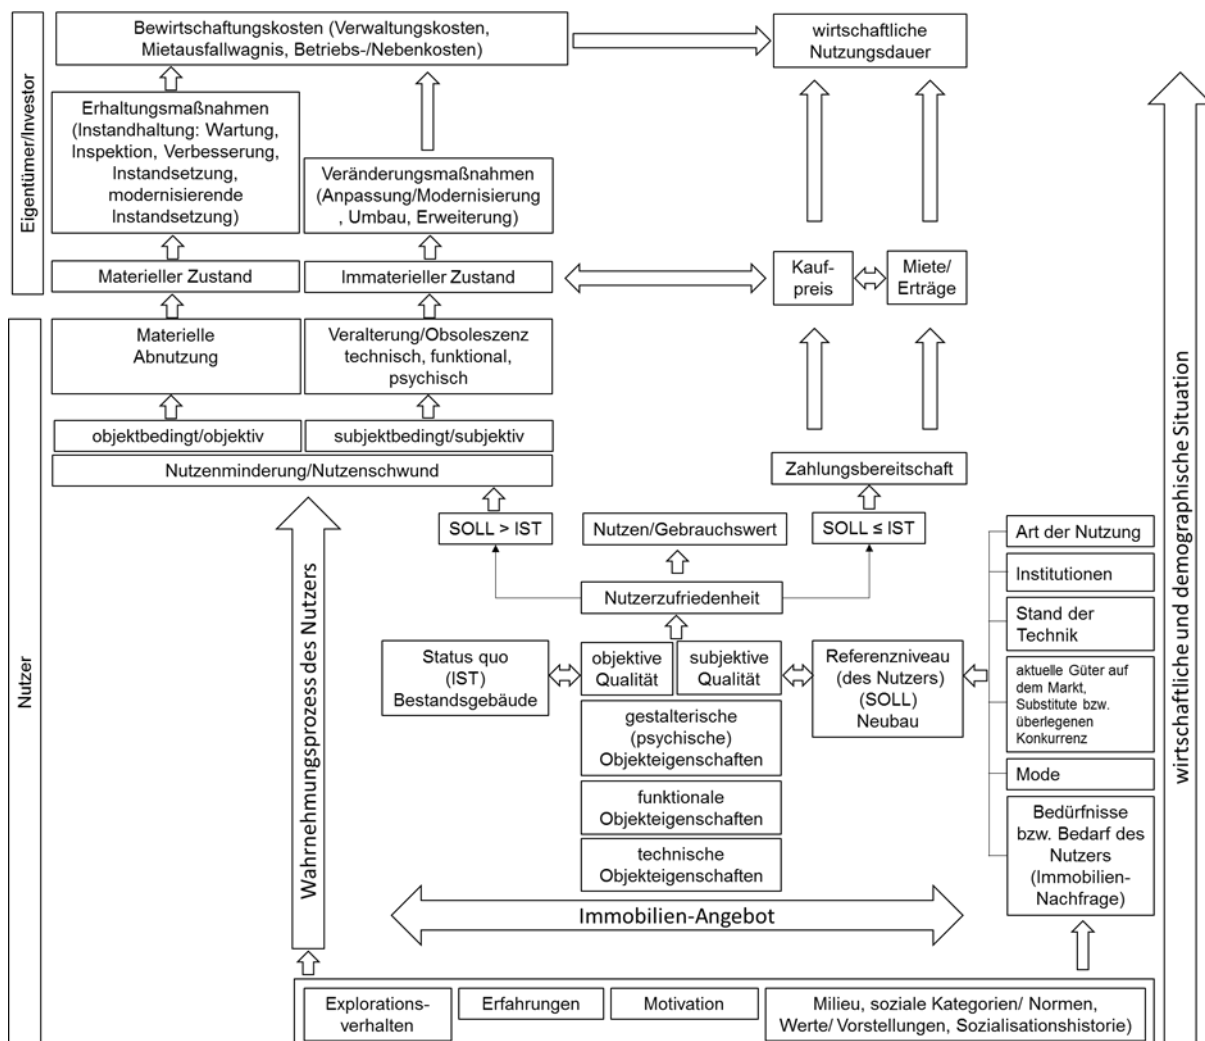 Bewirtschaftungskosten (Verwaltungskosten,
Mietausfallwagnis, Betriebs-/Nebenkosten)
wirtschaftliche
Nutzungsdauer
Eigentümer/Investor
Erhaltungsmaßnahmen
(Instandhaltung: Wartung,
Inspektion, Verbesserung,
Instandsetzung,
modernisierende
Instandsetzung)
Veränderungsmaßnahmen
(Anpassung/Modernisierung
, Umbau, Erweiterung)
Materieller Zustand
Immaterieller Zustand
Kauf-
preis
Miete/
Erträge
Nutzer
Materielle
Abnutzung
Veralterung/Obsoleszenz
technisch, funktional,
psychisch
objektbedingt/objektiv
subjektbedingt/subjektiv
Nutzenminderung/Nutzenschwund
Zahlungsbereitschaft
SOLL > IST
Nutzen/Gebrauchswert
SOLL ≤ IST
Nutzerzufriedenheit
Wahrnehmungsprozess des Nutzers
Status quo
(IST)
Bestandsgebäude
objektive
Qualität
subjektive
Qualität
Referenzniveau
(des Nutzers)
(SOLL)
Neubau
gestalterische
(psychische)
Objekteigenschaften
funktionale
Objekteigenschaften
technische
Objekteigenschaften
Art der Nutzung
Institutionen
Stand der
Technik
aktuelle Güter auf
dem Markt,
Substitute bzw.
überlegenen
Konkurrenz
Mode
Bedürfnisse
bzw. Bedarf des
Nutzers
(Immobilien-
Nachfrage)
wirtschaftliche und demographische Situation
Immobilien-Angebot
Explorations-
verhalten
Erfahrungen
Motivation
Milieu, soziale Kategorien/ Normen,
Werte/ Vorstellungen, Sozialisationshistorie)